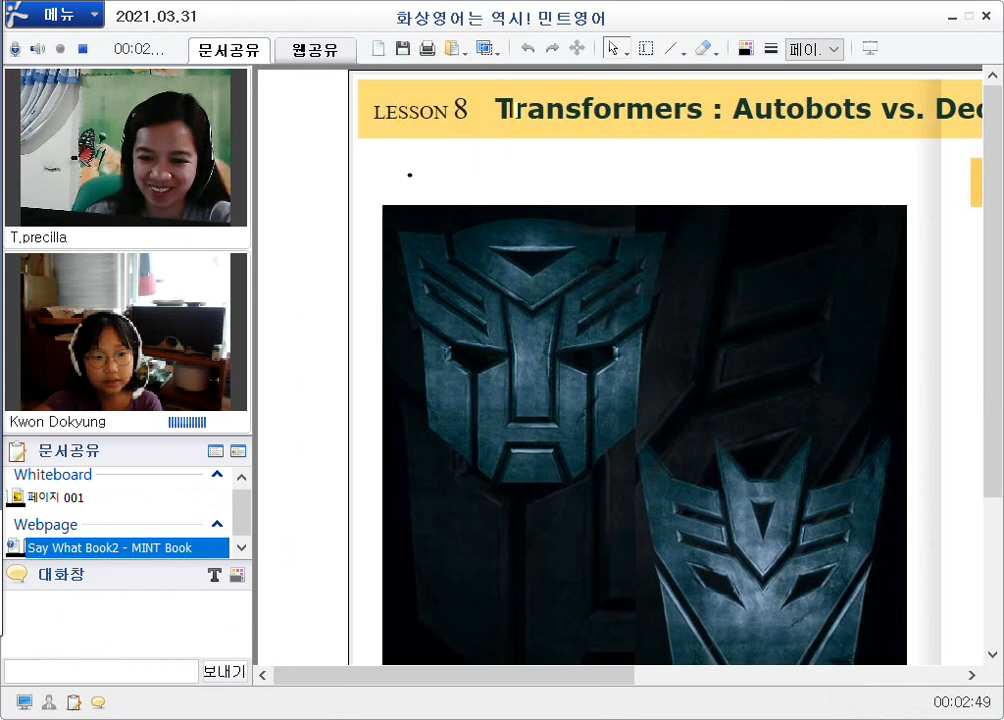 메뉴
2021.03.31
화상영어는 역시! 민트영어
00:02...
문서공유
웹공유
페이.
T.precilla
Kwon Dokyung
문서공유
Whiteboard
페이지 001
Webpage
Say What Book2 - MINT Book
대화창
보내기
LESSON 8 Transformers : Autobots vs. Dec
00:02:49